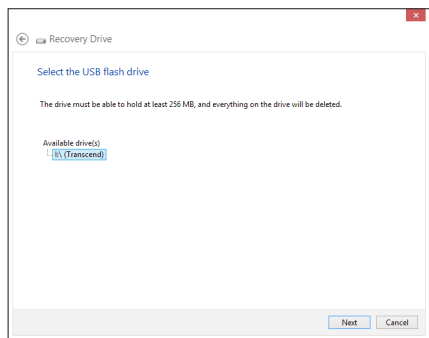 Recovery Drive
Select the USB flash drive
The drive must be able to hold at least 256 MB, and everything on the drive will be deleted.
Available drive(s)
I:\ (Transcend)
Next Cancel